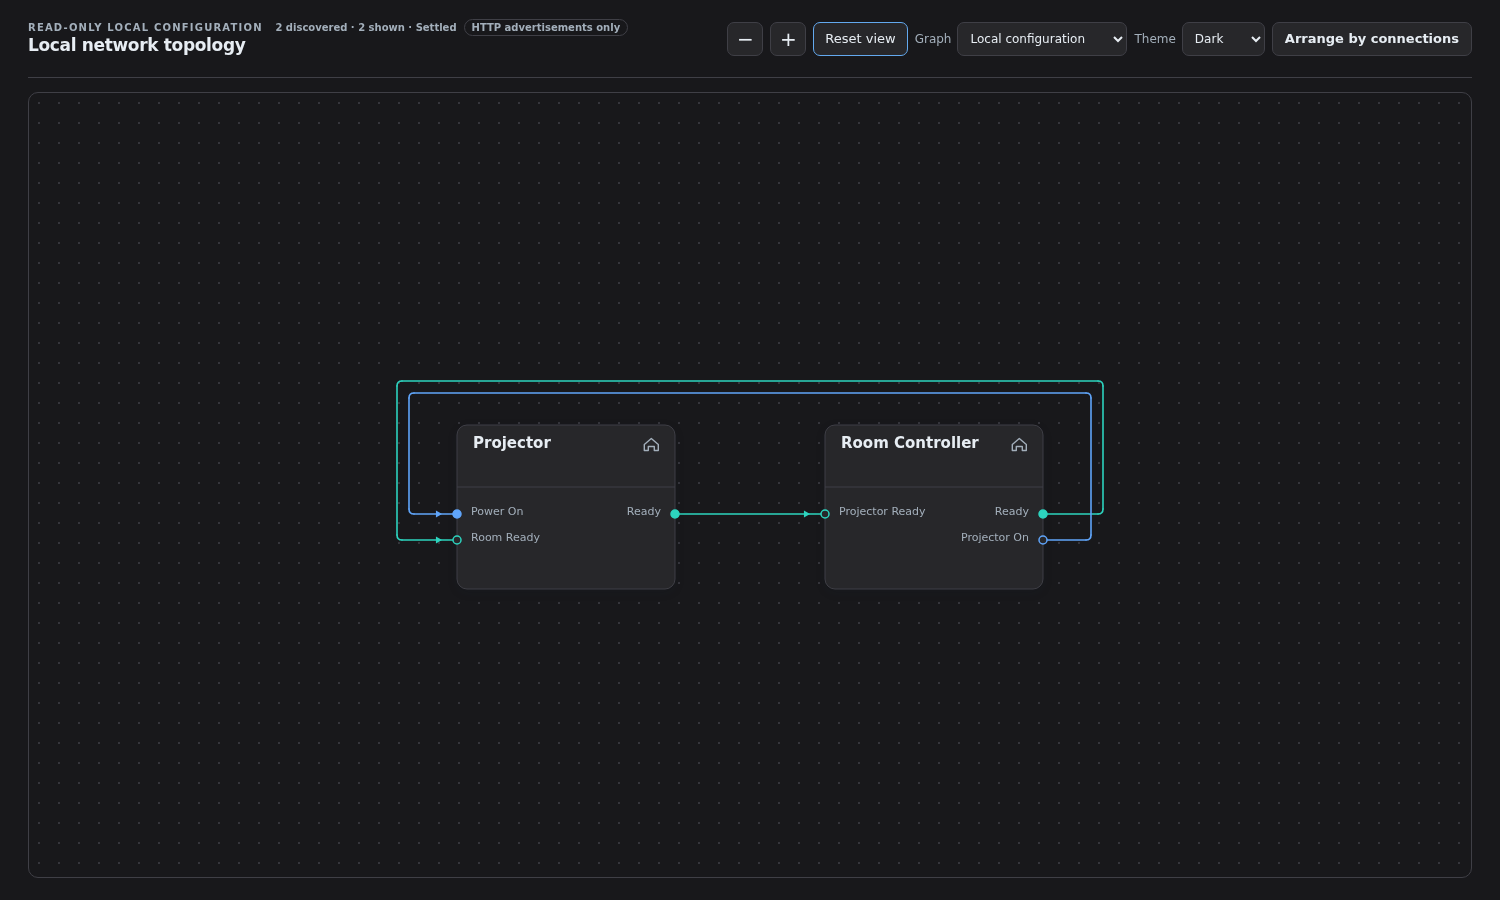 READ-ONLY LOCAL CONFIGURATION 2 discovered · 2 shown · Settled HTTP advertisements only
Local network topology
− + Reset view Graph Local configuration Theme Dark Arrange by connections
Projector
Power On Ready
Room Ready
Room Controller
Projector Ready Ready
Projector On